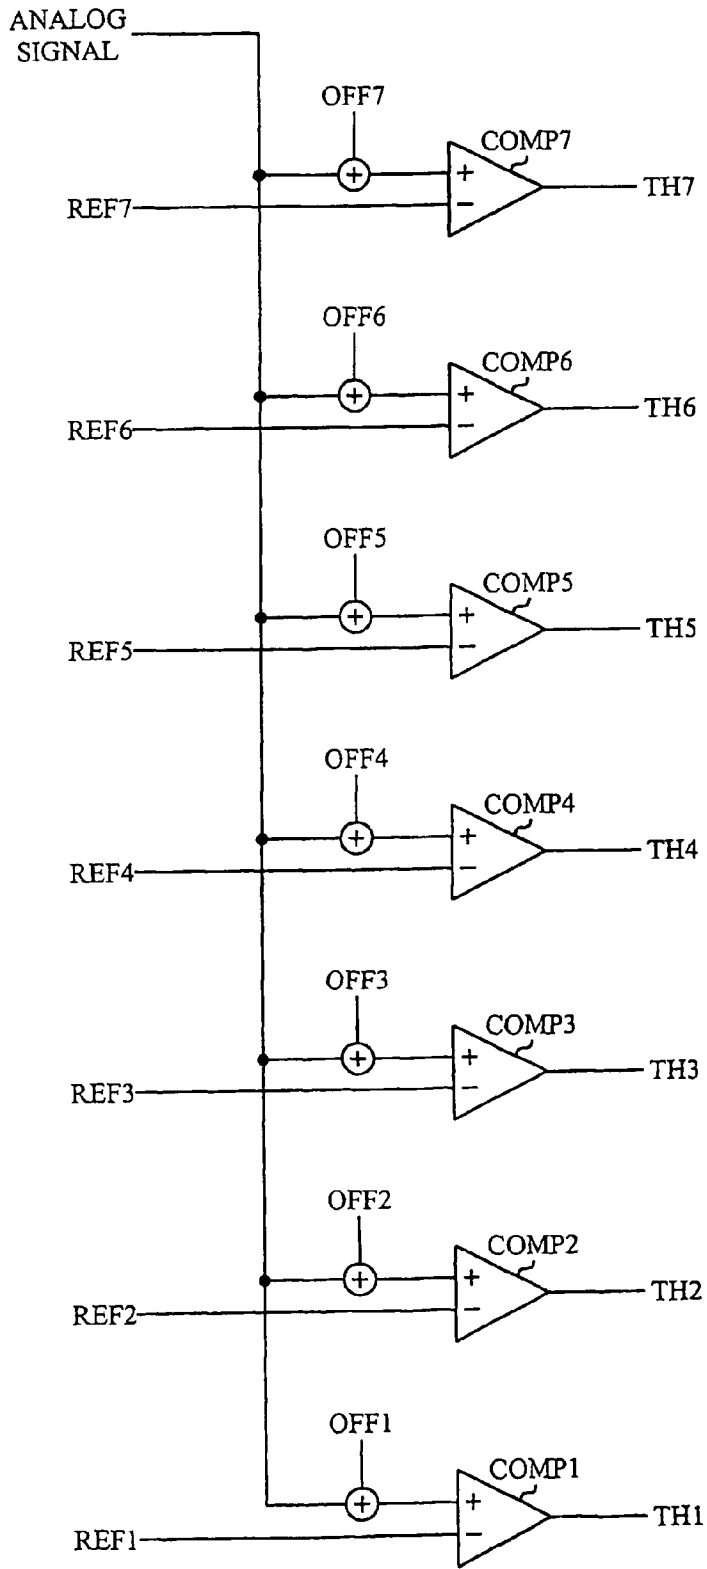 ANALOG
SIGNAL
OFF7
COMP7
+
+
REF7
−
TH7
OFF6
COMP6
+
+
REF6
−
TH6
OFF5
COMP5
+
+
REF5
−
TH5
OFF4
COMP4
+
+
REF4
−
TH4
OFF3
COMP3
+
+
REF3
−
TH3
OFF2
COMP2
+
+
REF2
−
TH2
OFF1
COMP1
+
+
REF1
−
TH1